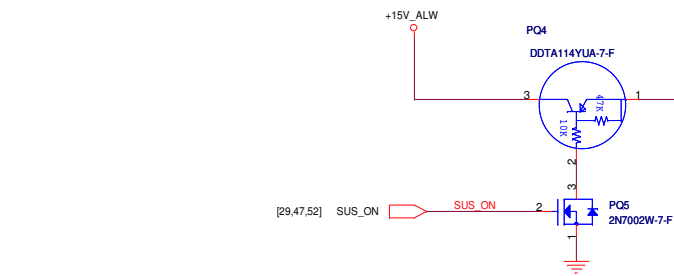 +15V_ALW
PQ4
DDTA114YUA-7-F
3
1
47K
10K
2
3
[29,47,52] SUS_ON
SUS_ON
2
PQ5
2N7002W-7-F
1